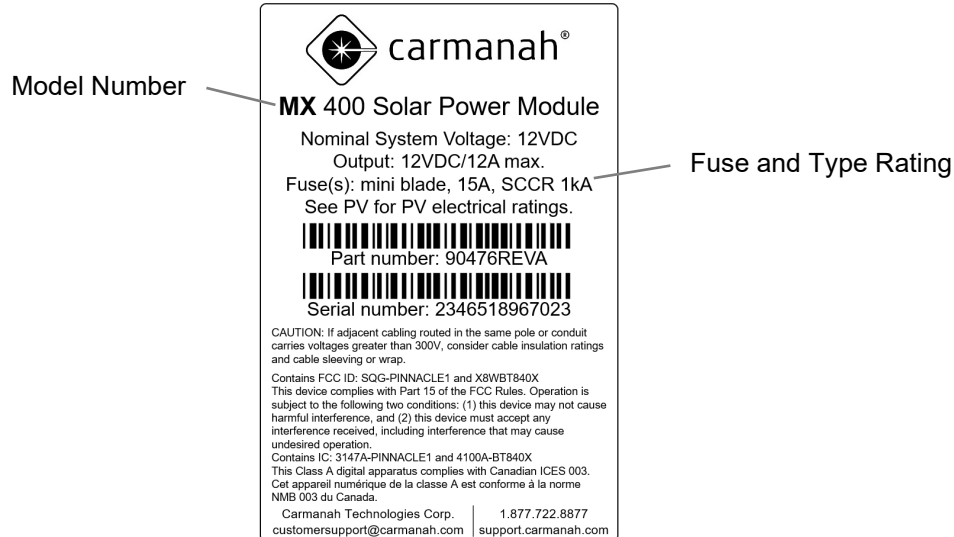 carmanah®
Model Number
MX 400 Solar Power Module
Nominal System Voltage: 12VDC
Output: 12VDC/12A max.
Fuse and Type Rating
Fuse(s): mini blade, 15A, SCCR 1kA
See PV for PV electrical ratings.
Part number: 90476REVA
Serial number: 2346518967023
CAUTION: If adjacent cabling routed in the same pole or conduit
carries voltages greater than 300V, consider cable insulation ratings
and cable sleeving or wrap.
Contains FCC ID: SQG-PINNACLE1 and X8WBT840X
This device complies with Part 15 of the FCC Rules. Operation is
subject to the following two conditions: (1) this device may not cause
harmful interference, and (2) this device must accept any
interference received, including interference that may cause
undesired operation.
Contains IC: 3147A-PINNACLE1 and 4100A-BT840X
This Class A digital apparatus complies with Canadian ICES 003.
Cet appareil numérique de la classe A est conforme à la norme
NMB 003 du Canada.
Carmanah Technologies Corp. 1.877.722.8877
customersupport@carmanah.com support.carmanah.com